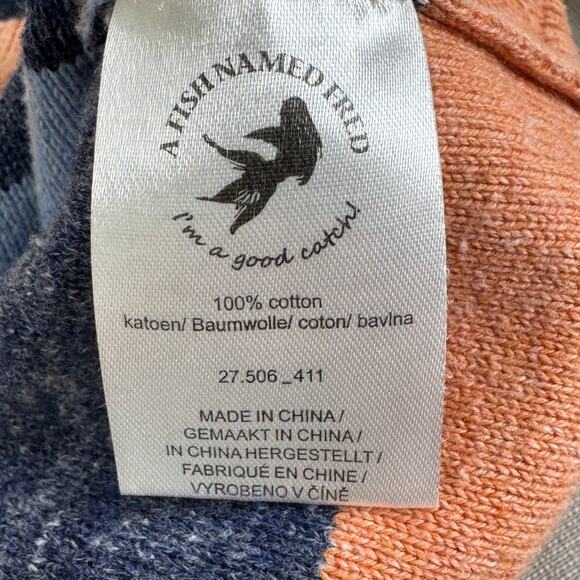 A FISH NAMED FRED
I'm a good catch!
100% cotton
katoen/ Baumwolle/ coton/ bavlna
27.506_411
MADE IN CHINA /
GEMAAKT IN CHINA /
IN CHINA HERGESTELLT /
FABRIQUÉ EN CHINE /
VYROBENO V ČÍNĚ